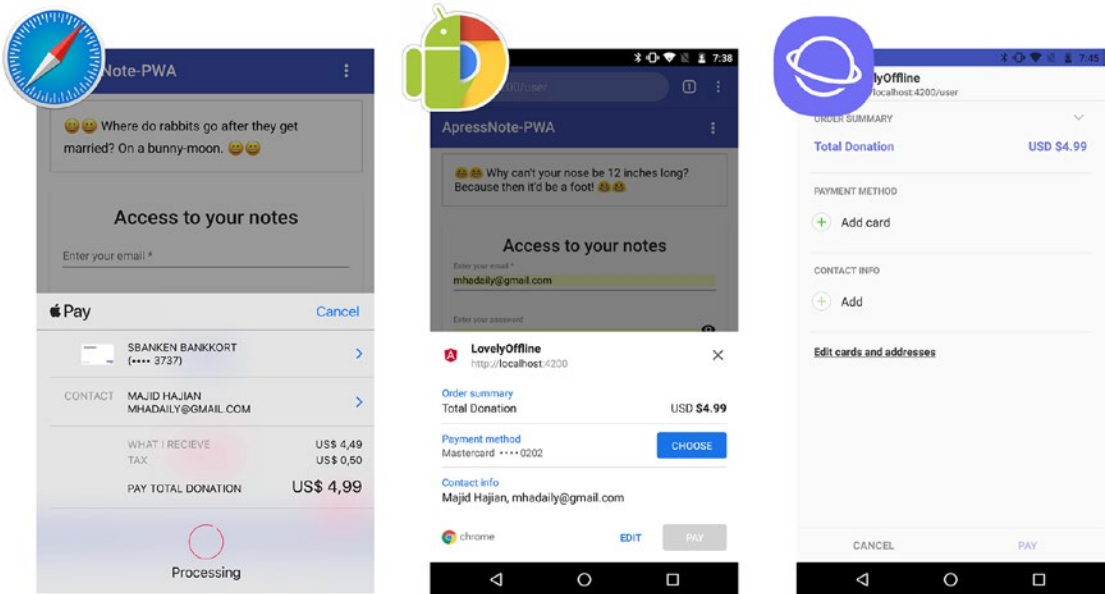 Note-PWA
😀😀 Where do rabbits go after they get
married? On a bunny-moon. 😀😀
Access to your notes
Enter your email *
Pay
Cancel
SBANKEN BANKKORT
(•••• 3737)
CONTACT
MAJID HAJIAN
MHADAILY@GMAIL.COM
WHAT I RECIEVE
US$ 4,49
TAX
US$ 0,50
PAY TOTAL DONATION
US$ 4,99
Processing
7:38
200/user
1
ApressNote-PWA
😄😄 Why can't your nose be 12 inches long?
Because then it'd be a foot! 😄😄
Access to your notes
Enter your email *
mhadaily@gmail.com
Enter your password
LovelyOffline
http://localhost:4200
Order summary
Total Donation
USD $4.99
Payment method
Mastercard •••• 0202
CHOOSE
Contact info
Majid Hajian, mhadaily@gmail.com
chrome
EDIT
PAY
7:45
lyOffline
localhost:4200/user
ORDER SUMMARY
Total Donation
USD $4.99
PAYMENT METHOD
Add card
CONTACT INFO
Add
Edit cards and addresses
CANCEL
PAY